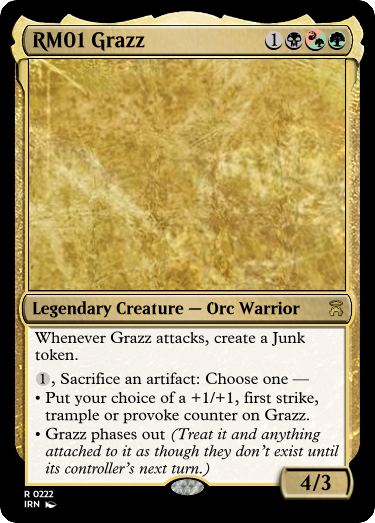 RM01 Grazz
1
Legendary Creature — Orc Warrior
Whenever Grazz attacks, create a Junk
token.
1, Sacrifice an artifact: Choose one —
• Put your choice of a +1/+1, first strike,
trample or provoke counter on Grazz.
• Grazz phases out (Treat it and anything
attached to it as though they don't exist until
its controller's next turn.)
4/3
R 0222
IRN